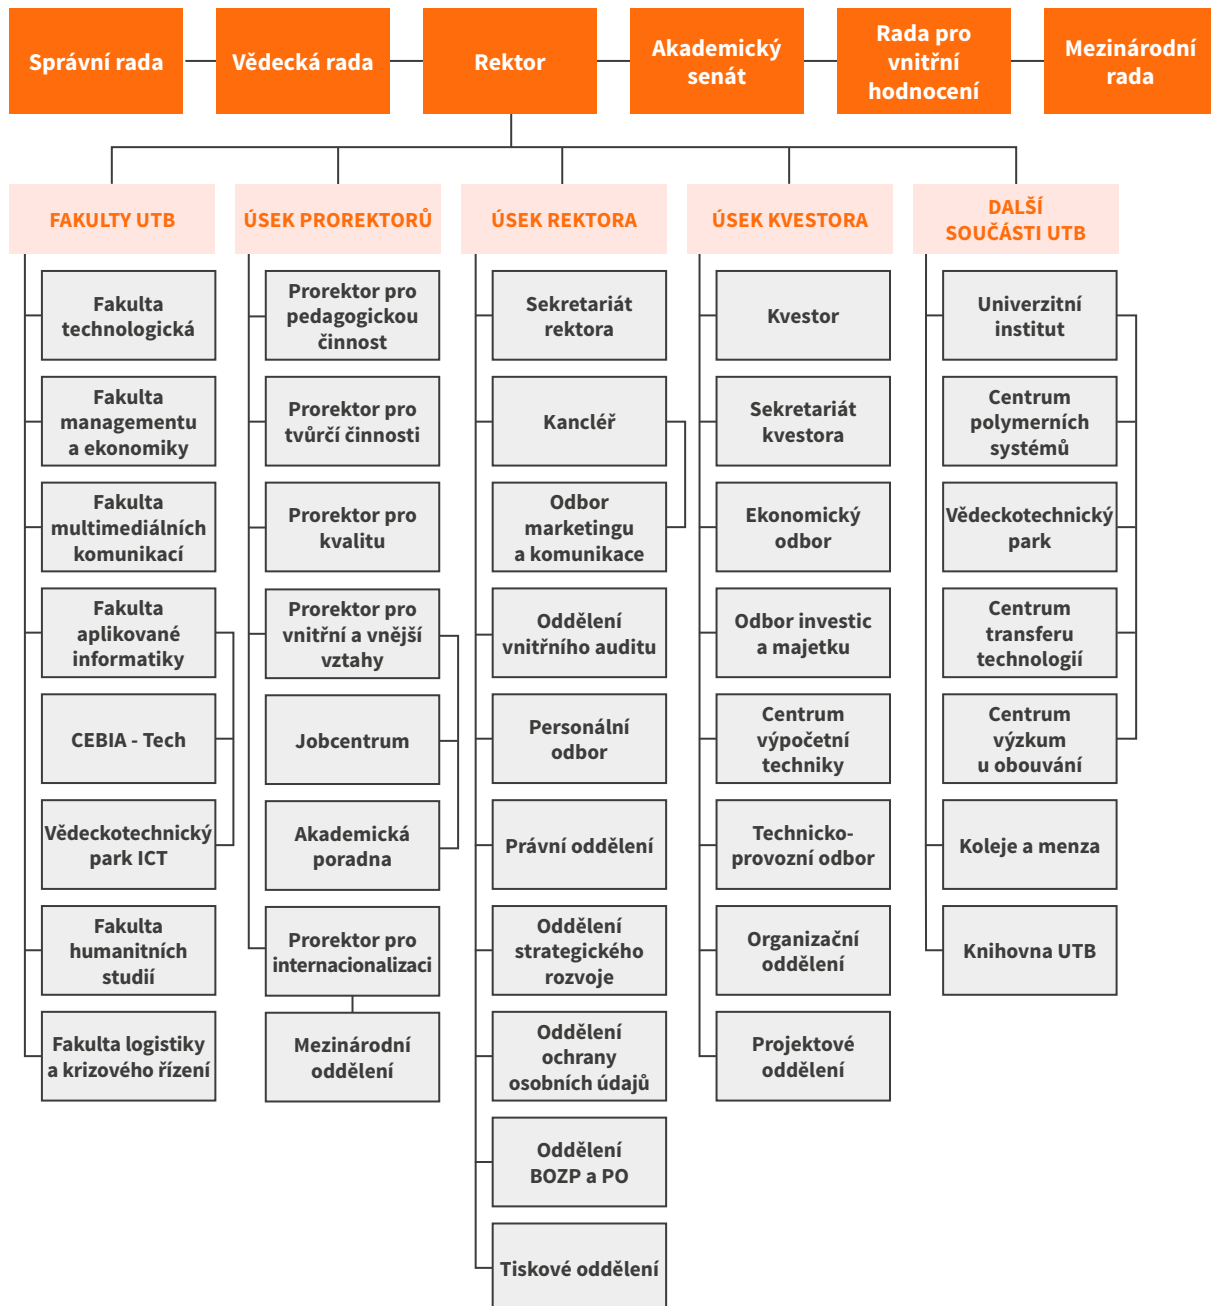 Správní rada
Vědecká rada
Rektor
Akademický
senát
Rada pro
vnitřní
hodnocení
Mezinárodní
rada
FAKULTY UTB
Fakulta
technologická
Fakulta
managementu
a ekonomiky
Fakulta
multimediálních
komunikací
Fakulta
aplikované
informatiky
CEBIA - Tech
Vědeckotechnický
park ICT
Fakulta
humanitních
studií
Fakulta logistiky
a krizového řízení
ÚSEK PROREKTORŮ
Prorektor pro
pedagogickou
činnost
Prorektor pro
tvůrčí činnosti
Prorektor pro
kvalitu
Prorektor pro
vnitřní a vnější
vztahy
Jobcentrum
Akademická
poradna
Prorektor pro
internacionalizaci
Mezinárodní
oddělení
ÚSEK REKTORA
Sekretariát
rektora
Kancléř
Odbor
marketingu
a komunikace
Oddělení
vnitřního auditu
Personální
odbor
Právní oddělení
Oddělení
strategického
rozvoje
Oddělení
ochrany
osobních údajů
Oddělení
BOZP a PO
Tiskové oddělení
ÚSEK KVESTORA
Kvestor
Sekretariát
kvestora
Ekonomický
odbor
Odbor investic
a majetku
Centrum
výpočetní
techniky
Technicko-
provozní odbor
Organizační
oddělení
Projektové
oddělení
DALŠÍ
SOUČÁSTI UTB
Univerzitní
institut
Centrum
polymerních
systémů
Vědeckotechnický
park
Centrum
transferu
technologií
Centrum
výzkum
u obouvání
Koleje a menza
Knihovna UTB